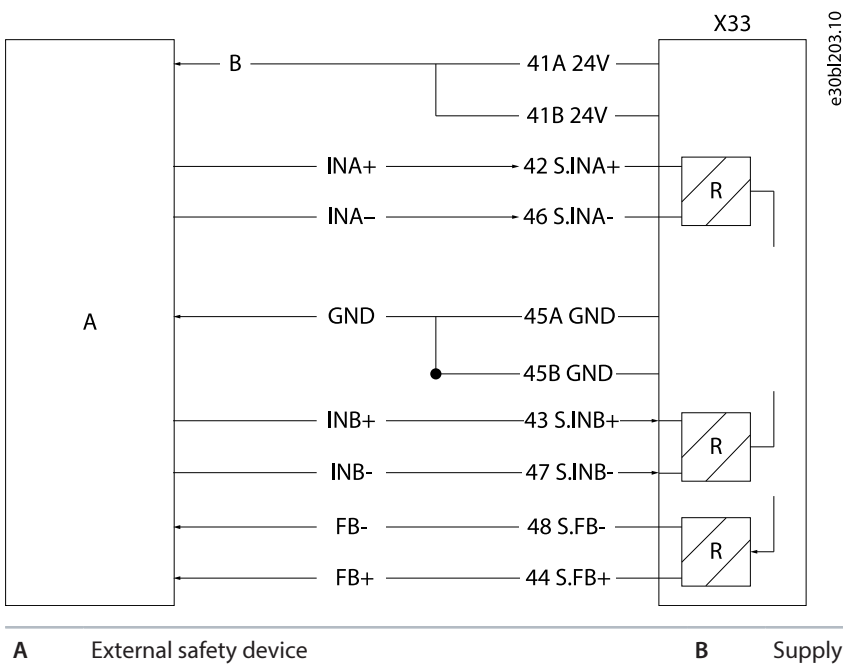 X33
e30bl203.10
B 41A 24V
41B 24V
INA+ 42 S.INA+
R
INA– 46 S.INA-
A
GND 45A GND
45B GND
INB+ 43 S.INB+
R
INB- 47 S.INB-
FB- 48 S.FB-
R
FB+ 44 S.FB+
A External safety device B Supply